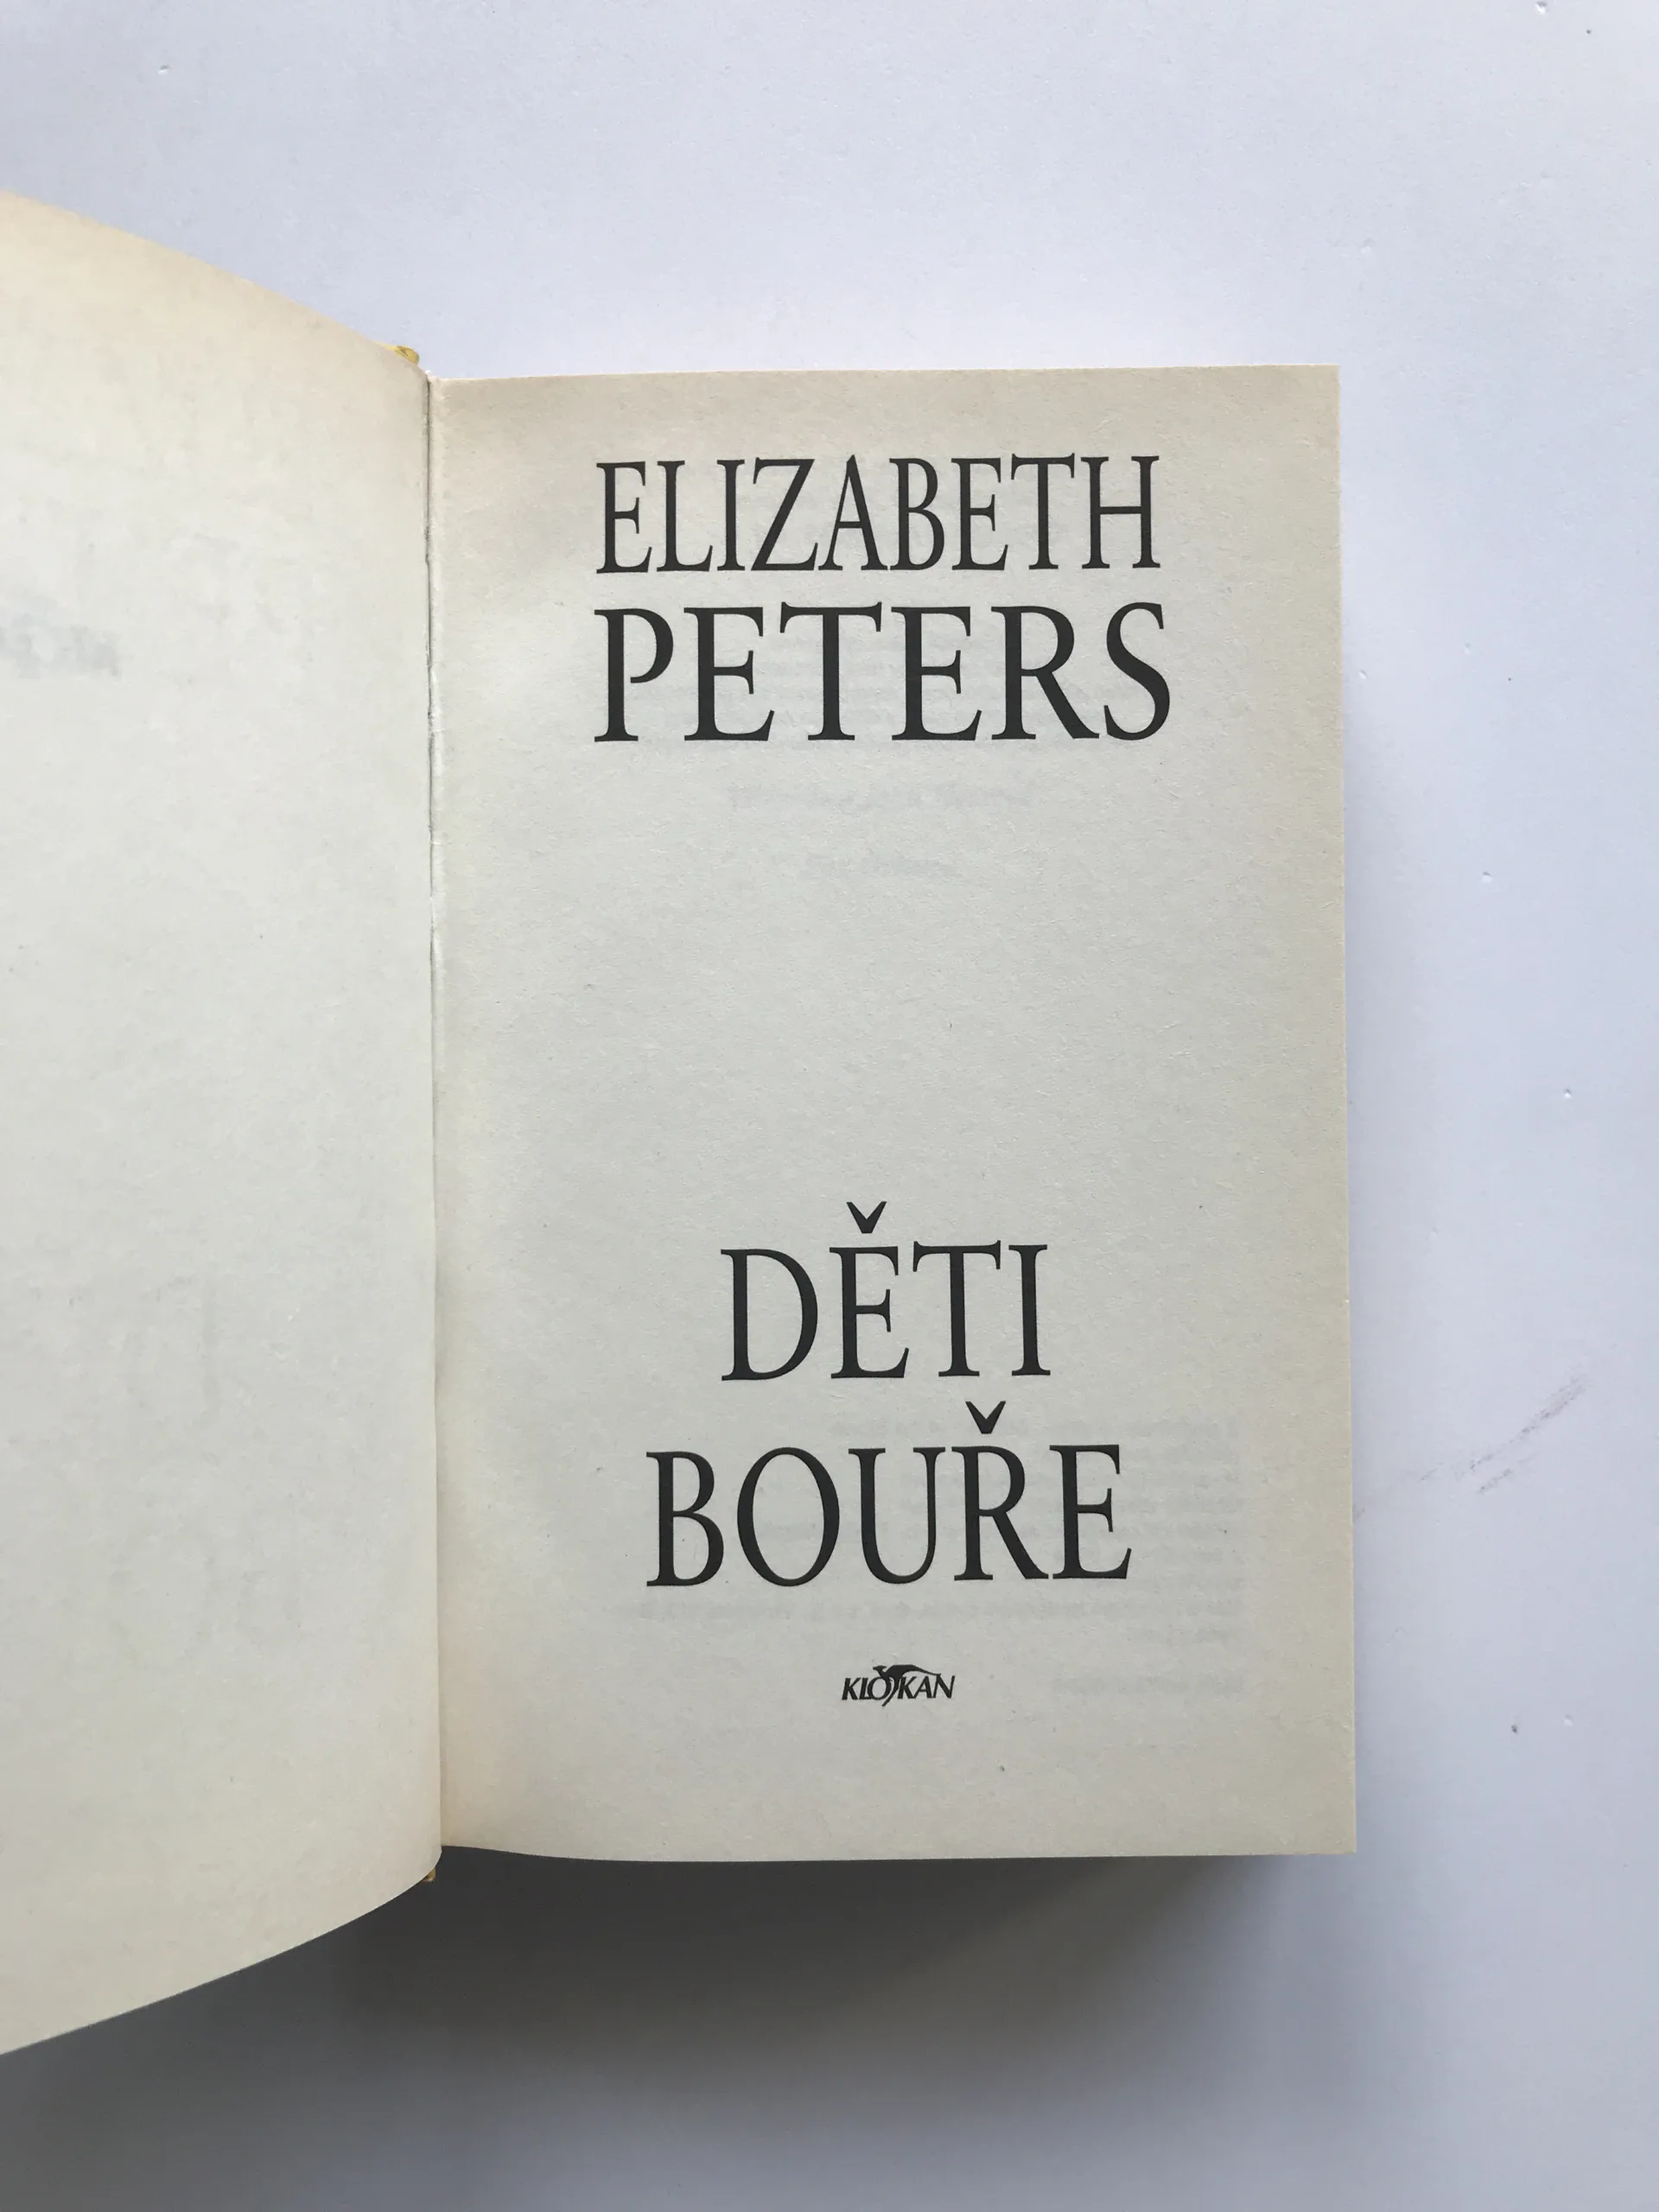 ELIZABETH
PETERS
DĚTI
BOUŘE
KLOKAN